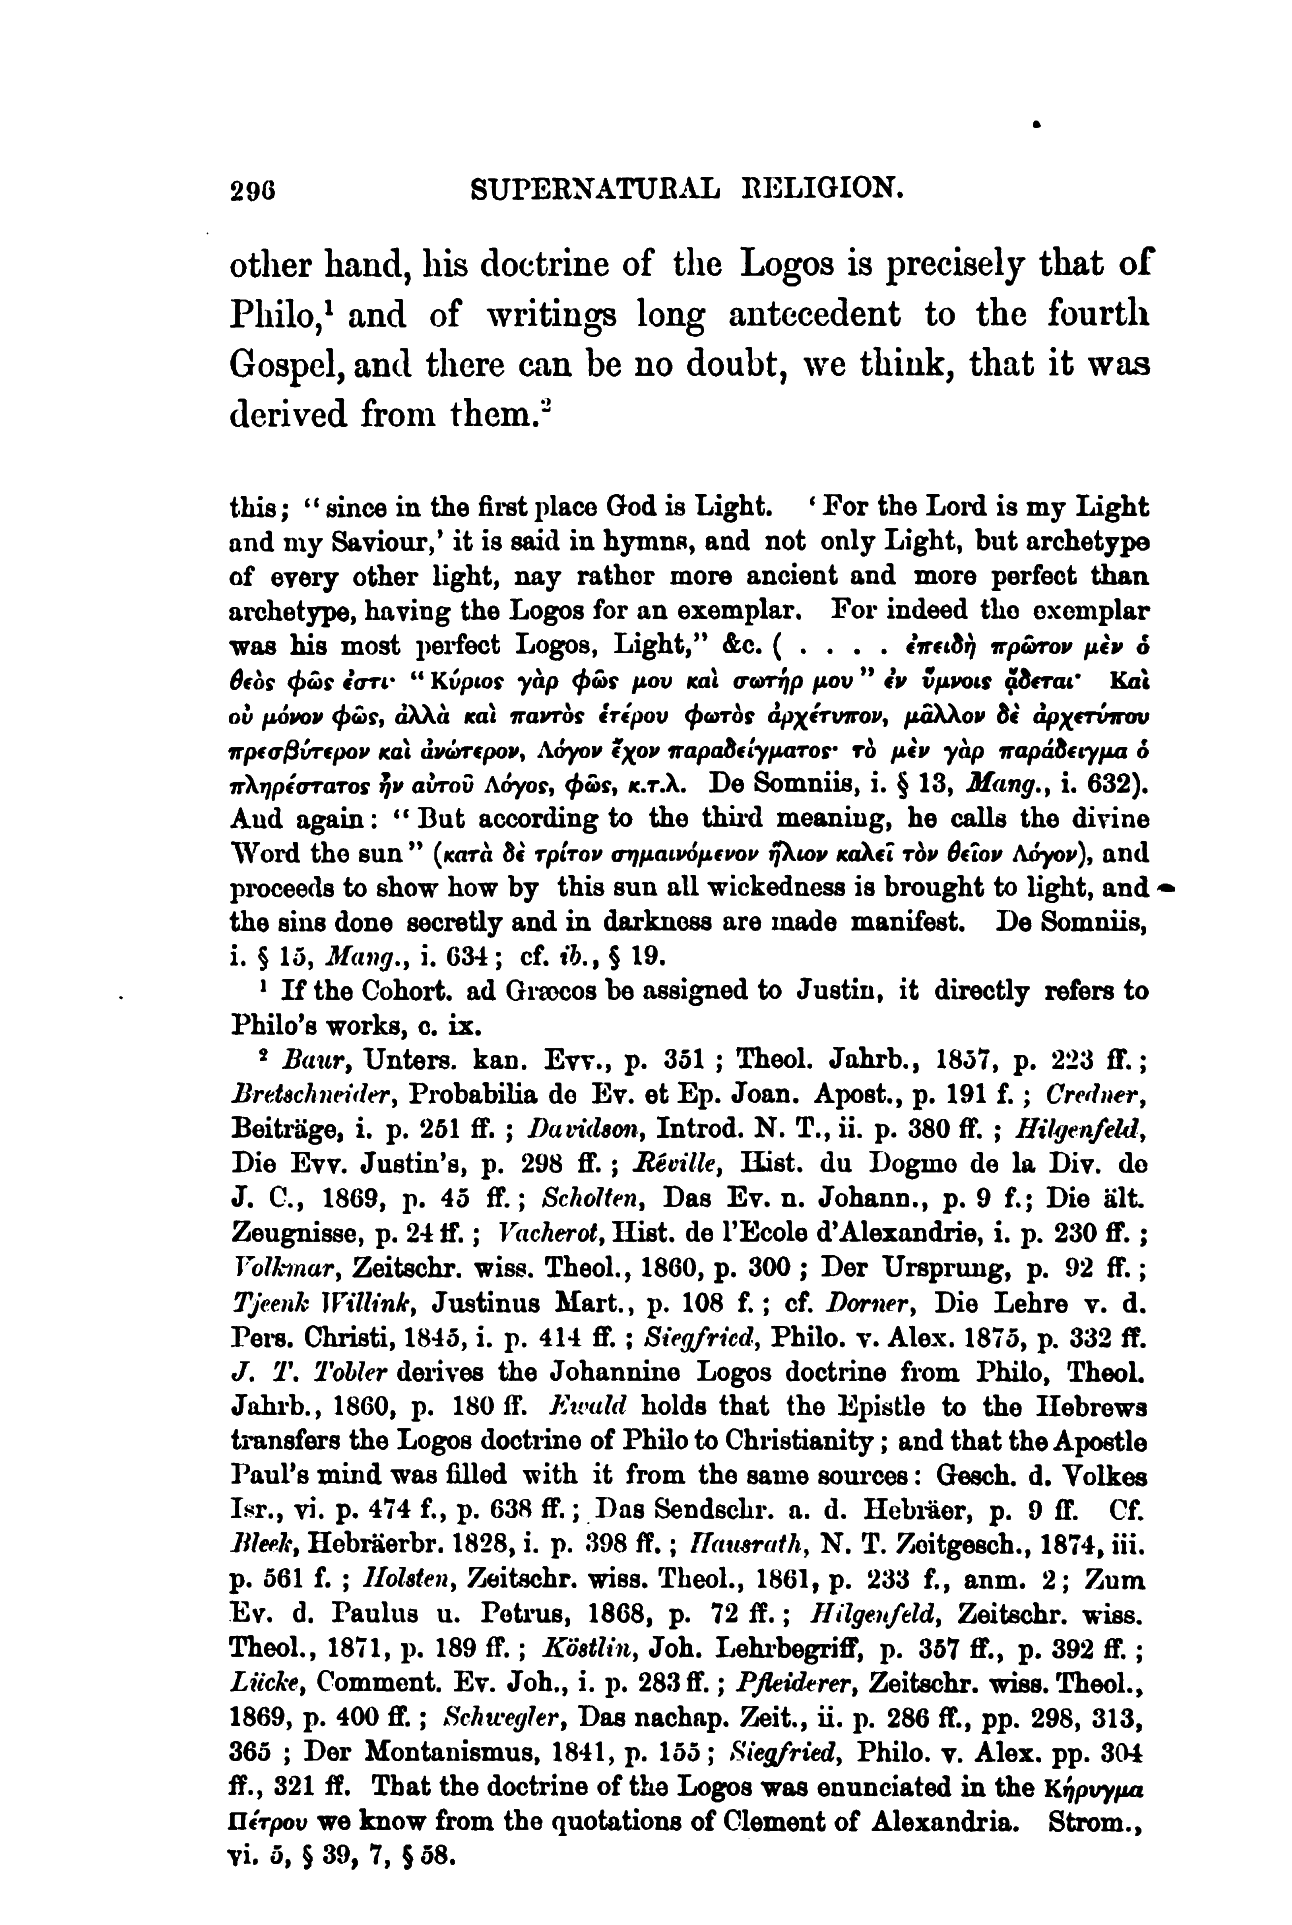 296 SUPERNATURAL RELIGION.
other hand, his doctrine of the Logos is precisely that of
Philo,¹ and of writings long antecedent to the fourth
Gospel, and there can be no doubt, we think, that it was
derived from them.²
this; “since in the first place God is Light. ‘For the Lord is my Light
and my Saviour,’ it is said in hymns, and not only Light, but archetype
of every other light, nay rather more ancient and more perfect than
archetype, having the Logos for an exemplar. For indeed the exemplar
was his most perfect Logos, Light,” &c. ( . . . . ἐπειδὴ πρῶτον μὲν ὁ
θεὸς φῶς ἐστι· “Κύριος γὰρ φῶς μου καὶ σωτήρ μου” ἐν ὕμνοις ᾄδεται· Καὶ
οὐ μόνον φῶς, ἀλλὰ καὶ παντὸς ἑτέρου φωτὸς ἀρχέτυπον, μᾶλλον δὲ ἀρχετύπου
πρεσβύτερον καὶ ἀνώτερον, Λόγον ἔχον παραδείγματος· τὸ μὲν γὰρ παράδειγμα ὁ
πληρέστατος ἦν αὐτοῦ Λόγος, φῶς, κ.τ.λ. De Somniis, i. § 13, Mang., i. 632).
And again: “But according to the third meaning, he calls the divine
Word the sun” (κατὰ δὲ τρίτον σημαινόμενον ἥλιον καλεῖ τὸν θεῖον Λόγον), and
proceeds to show how by this sun all wickedness is brought to light, and
the sins done secretly and in darkness are made manifest. De Somniis,
i. § 15, Mang., i. 634; cf. ib., § 19.
¹ If the Cohort. ad Græcos be assigned to Justin, it directly refers to
Philo's works, c. ix.
² Baur, Unters. kan. Evv., p. 351 ; Theol. Jahrb., 1857, p. 223 ff. ;
Bretschneider, Probabilia de Ev. et Ep. Joan. Apost., p. 191 f. ; Credner,
Beiträge, i. p. 251 ff. ; Davidson, Introd. N. T., ii. p. 380 ff. ; Hilgenfeld,
Die Evv. Justin's, p. 298 ff. ; Réville, Hist. du Dogme de la Div. de
J. C., 1869, p. 45 ff. ; Scholten, Das Ev. n. Johann., p. 9 f.; Die ält.
Zeugnisse, p. 24 ff. ; Vacherot, Hist. de l'Ecole d'Alexandrie, i. p. 230 ff. ;
Volkmar, Zeitschr. wiss. Theol., 1860, p. 300 ; Der Ursprung, p. 92 ff. ;
Tjeenk Willink, Justinus Mart., p. 108 f. ; cf. Dorner, Die Lehre v. d.
Pers. Christi, 1845, i. p. 414 ff. ; Siegfried, Philo. v. Alex. 1875, p. 332 ff.
J. T. Tobler derives the Johannine Logos doctrine from Philo, Theol.
Jahrb., 1860, p. 180 ff. Ewald holds that the Epistle to the Hebrews
transfers the Logos doctrine of Philo to Christianity ; and that the Apostle
Paul's mind was filled with it from the same sources: Gesch. d. Volkes
Isr., vi. p. 474 f., p. 638 ff. ; Das Sendschr. a. d. Hebräer, p. 9 ff. Cf.
Bleek, Hebräerbr. 1828, i. p. 398 ff. ; Hausrath, N. T. Zeitgesch., 1874, iii.
p. 561 f. ; Holsten, Zeitschr. wiss. Theol., 1861, p. 233 f., anm. 2; Zum
Ev. d. Paulus u. Petrus, 1868, p. 72 ff. ; Hilgenfeld, Zeitschr. wiss.
Theol., 1871, p. 189 ff. ; Köstlin, Joh. Lehrbegriff, p. 357 ff., p. 392 ff. ;
Lücke, Comment. Ev. Joh., i. p. 283 ff. ; Pfleiderer, Zeitschr. wiss. Theol.,
1869, p. 400 ff. ; Schwegler, Das nachap. Zeit., ii. p. 286 ff., pp. 298, 313,
365 ; Der Montanismus, 1841, p. 155; Siegfried, Philo. v. Alex. pp. 304
ff., 321 ff. That the doctrine of the Logos was enunciated in the Κήρυγμα
Πέτρου we know from the quotations of Clement of Alexandria. Strom.,
vi. 5, § 39, 7, § 58.